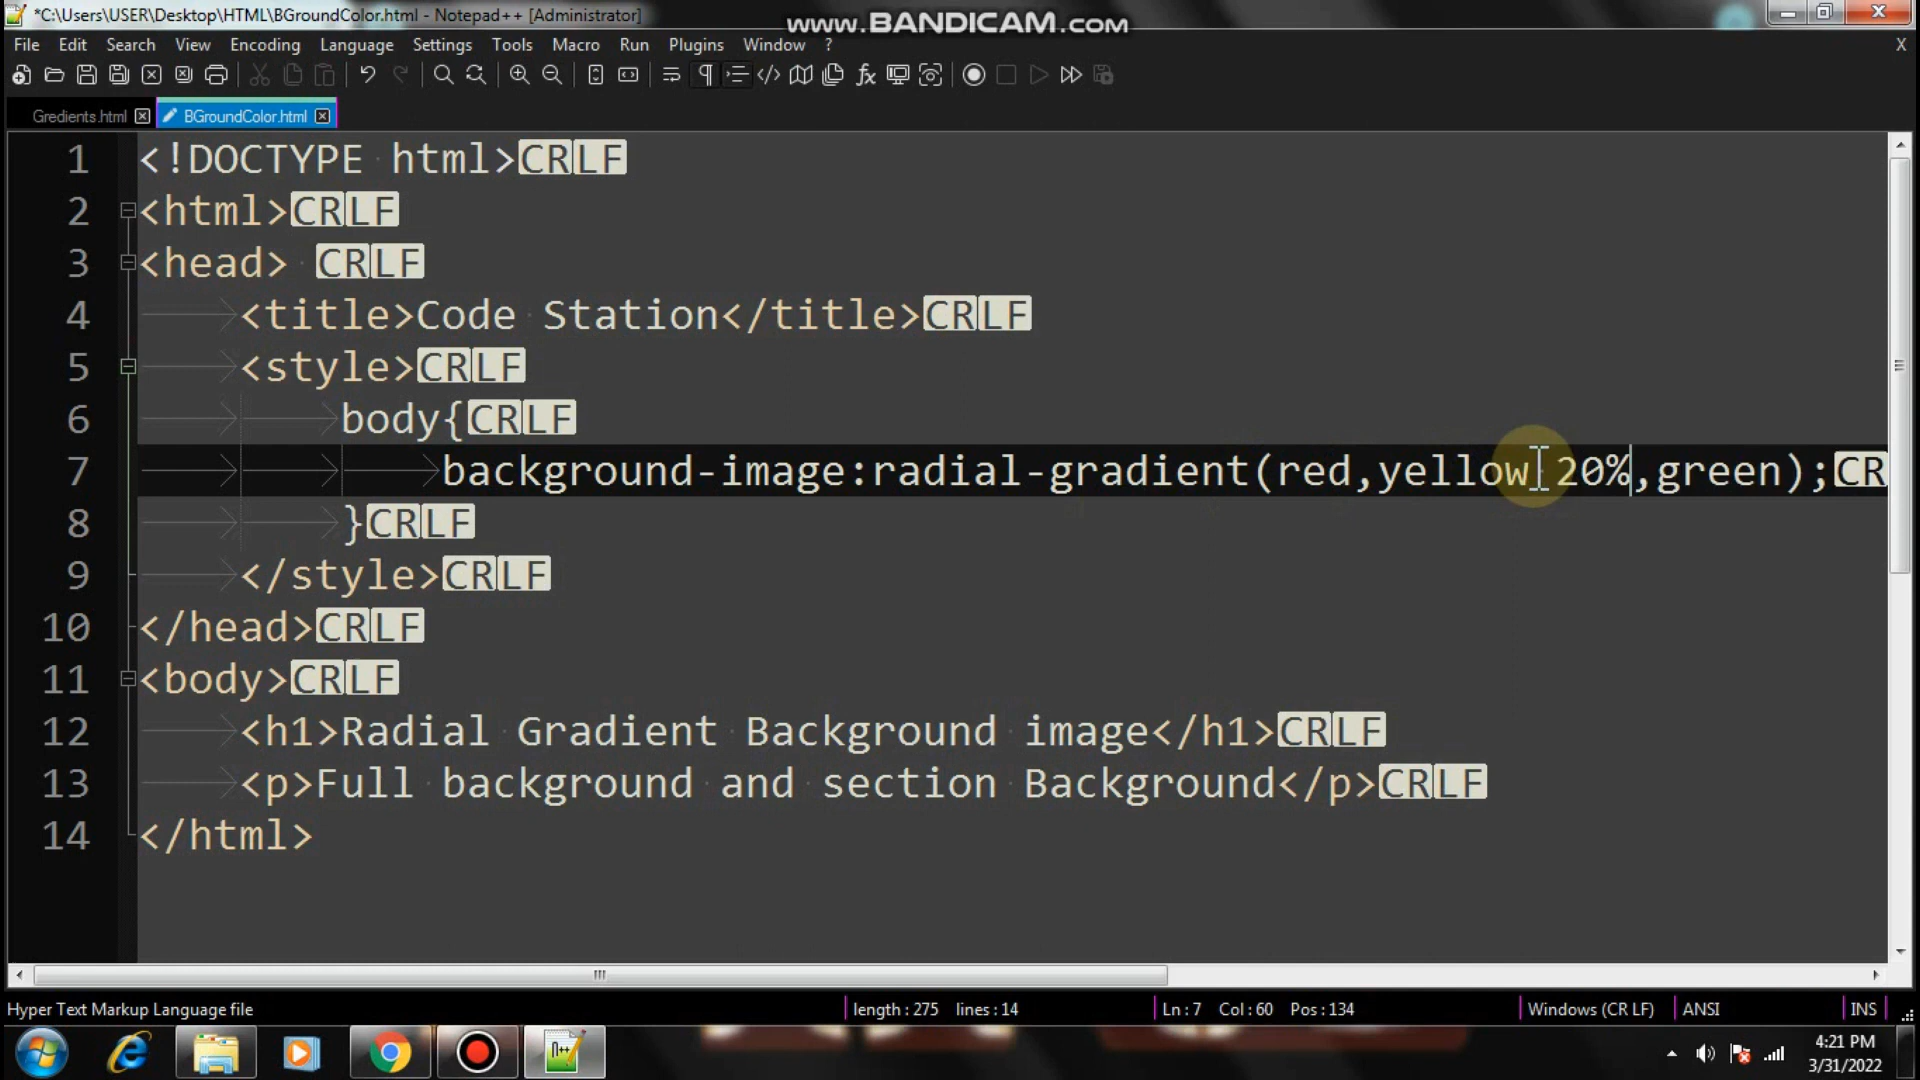 *C:\Users\USER\Desktop\HTML\BGroundColor.html - Notepad++ [Administrator]
www.BANDICAM.com
File Edit Search View Encoding Language Settings Tools Macro Run Plugins Window ? X
Gredients.html BGroundColor.html
1 <!DOCTYPE html>CRLF
2 <html>CRLF
3 <head> CRLF
4 <title>Code Station</title>CRLF
5 <style>CRLF
6 body{CRLF
7 background-image:radial-gradient(red,yellow 20%,green);CR
8 }CRLF
9 </style>CRLF
10 </head>CRLF
11 <body>CRLF
12 <h1>Radial Gradient Background image</h1>CRLF
13 <p>Full background and section Background</p>CRLF
14 </html>
Hyper Text Markup Language file length : 275 lines : 14 Ln : 7 Col : 60 Pos : 134 Windows (CR LF) ANSI INS
4:21 PM
3/31/2022